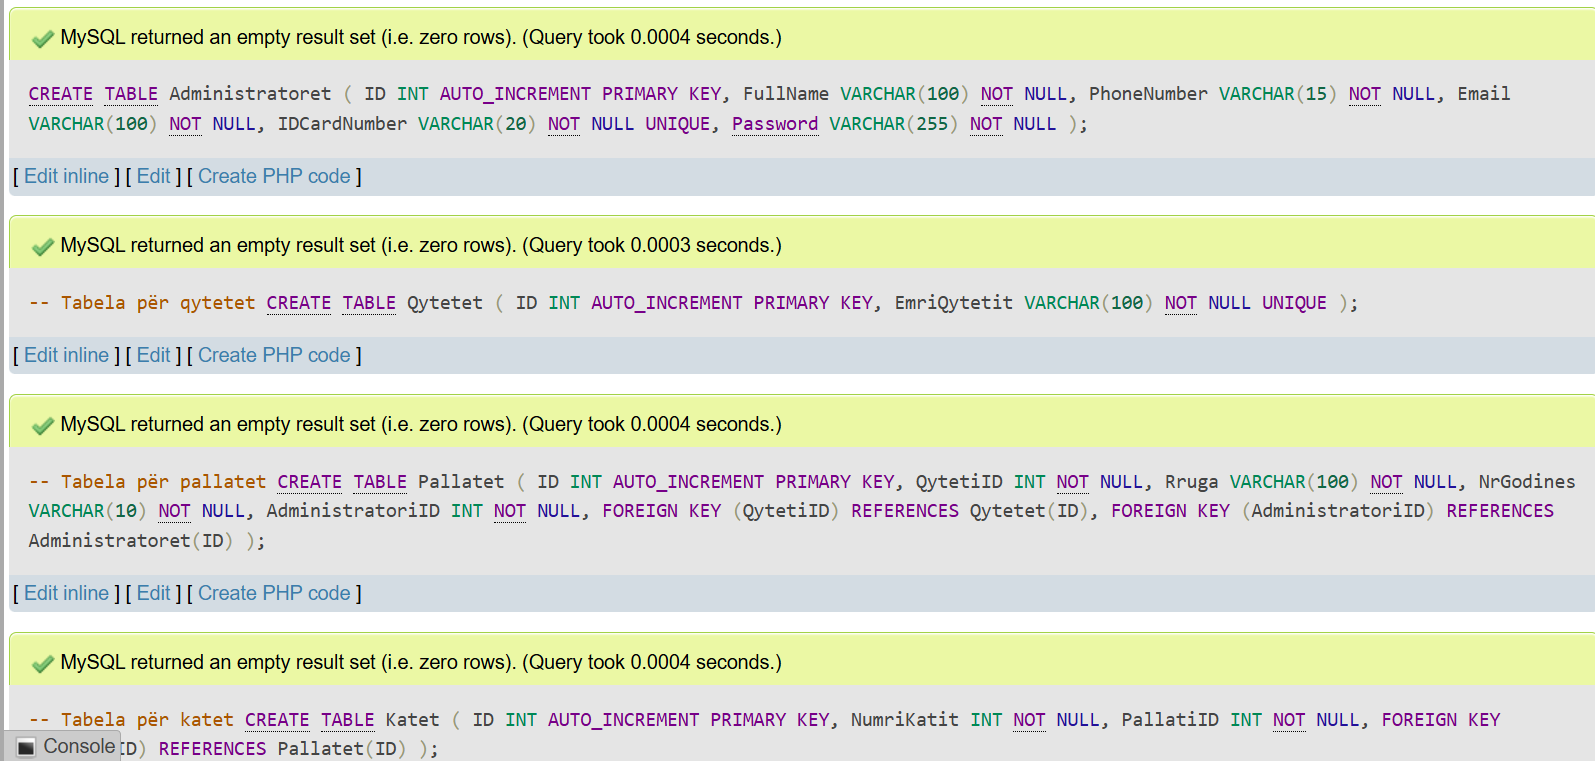 MySQL returned an empty result set (i.e. zero rows). (Query took 0.0004 seconds.)
CREATE TABLE Administratoret ( ID INT AUTO_INCREMENT PRIMARY KEY, FullName VARCHAR(100) NOT NULL, PhoneNumber VARCHAR(15) NOT NULL, Email
VARCHAR(100) NOT NULL, IDCardNumber VARCHAR(20) NOT NULL UNIQUE, Password VARCHAR(255) NOT NULL );
[ Edit inline ] [ Edit ] [ Create PHP code ]
MySQL returned an empty result set (i.e. zero rows). (Query took 0.0003 seconds.)
-- Tabela për qytetet CREATE TABLE Qytetet ( ID INT AUTO_INCREMENT PRIMARY KEY, EmriQytetit VARCHAR(100) NOT NULL UNIQUE );
[ Edit inline ] [ Edit ] [ Create PHP code ]
MySQL returned an empty result set (i.e. zero rows). (Query took 0.0004 seconds.)
-- Tabela për pallatet CREATE TABLE Pallatet ( ID INT AUTO_INCREMENT PRIMARY KEY, QytetiID INT NOT NULL, Rruga VARCHAR(100) NOT NULL, NrGodines
VARCHAR(10) NOT NULL, AdministratoriID INT NOT NULL, FOREIGN KEY (QytetiID) REFERENCES Qytetet(ID), FOREIGN KEY (AdministratoriID) REFERENCES
Administratoret(ID) );
[ Edit inline ] [ Edit ] [ Create PHP code ]
MySQL returned an empty result set (i.e. zero rows). (Query took 0.0004 seconds.)
-- Tabela për katet CREATE TABLE Katet ( ID INT AUTO_INCREMENT PRIMARY KEY, NumriKatit INT NOT NULL, PallatiID INT NOT NULL, FOREIGN KEY
Console ID) REFERENCES Pallatet(ID) );